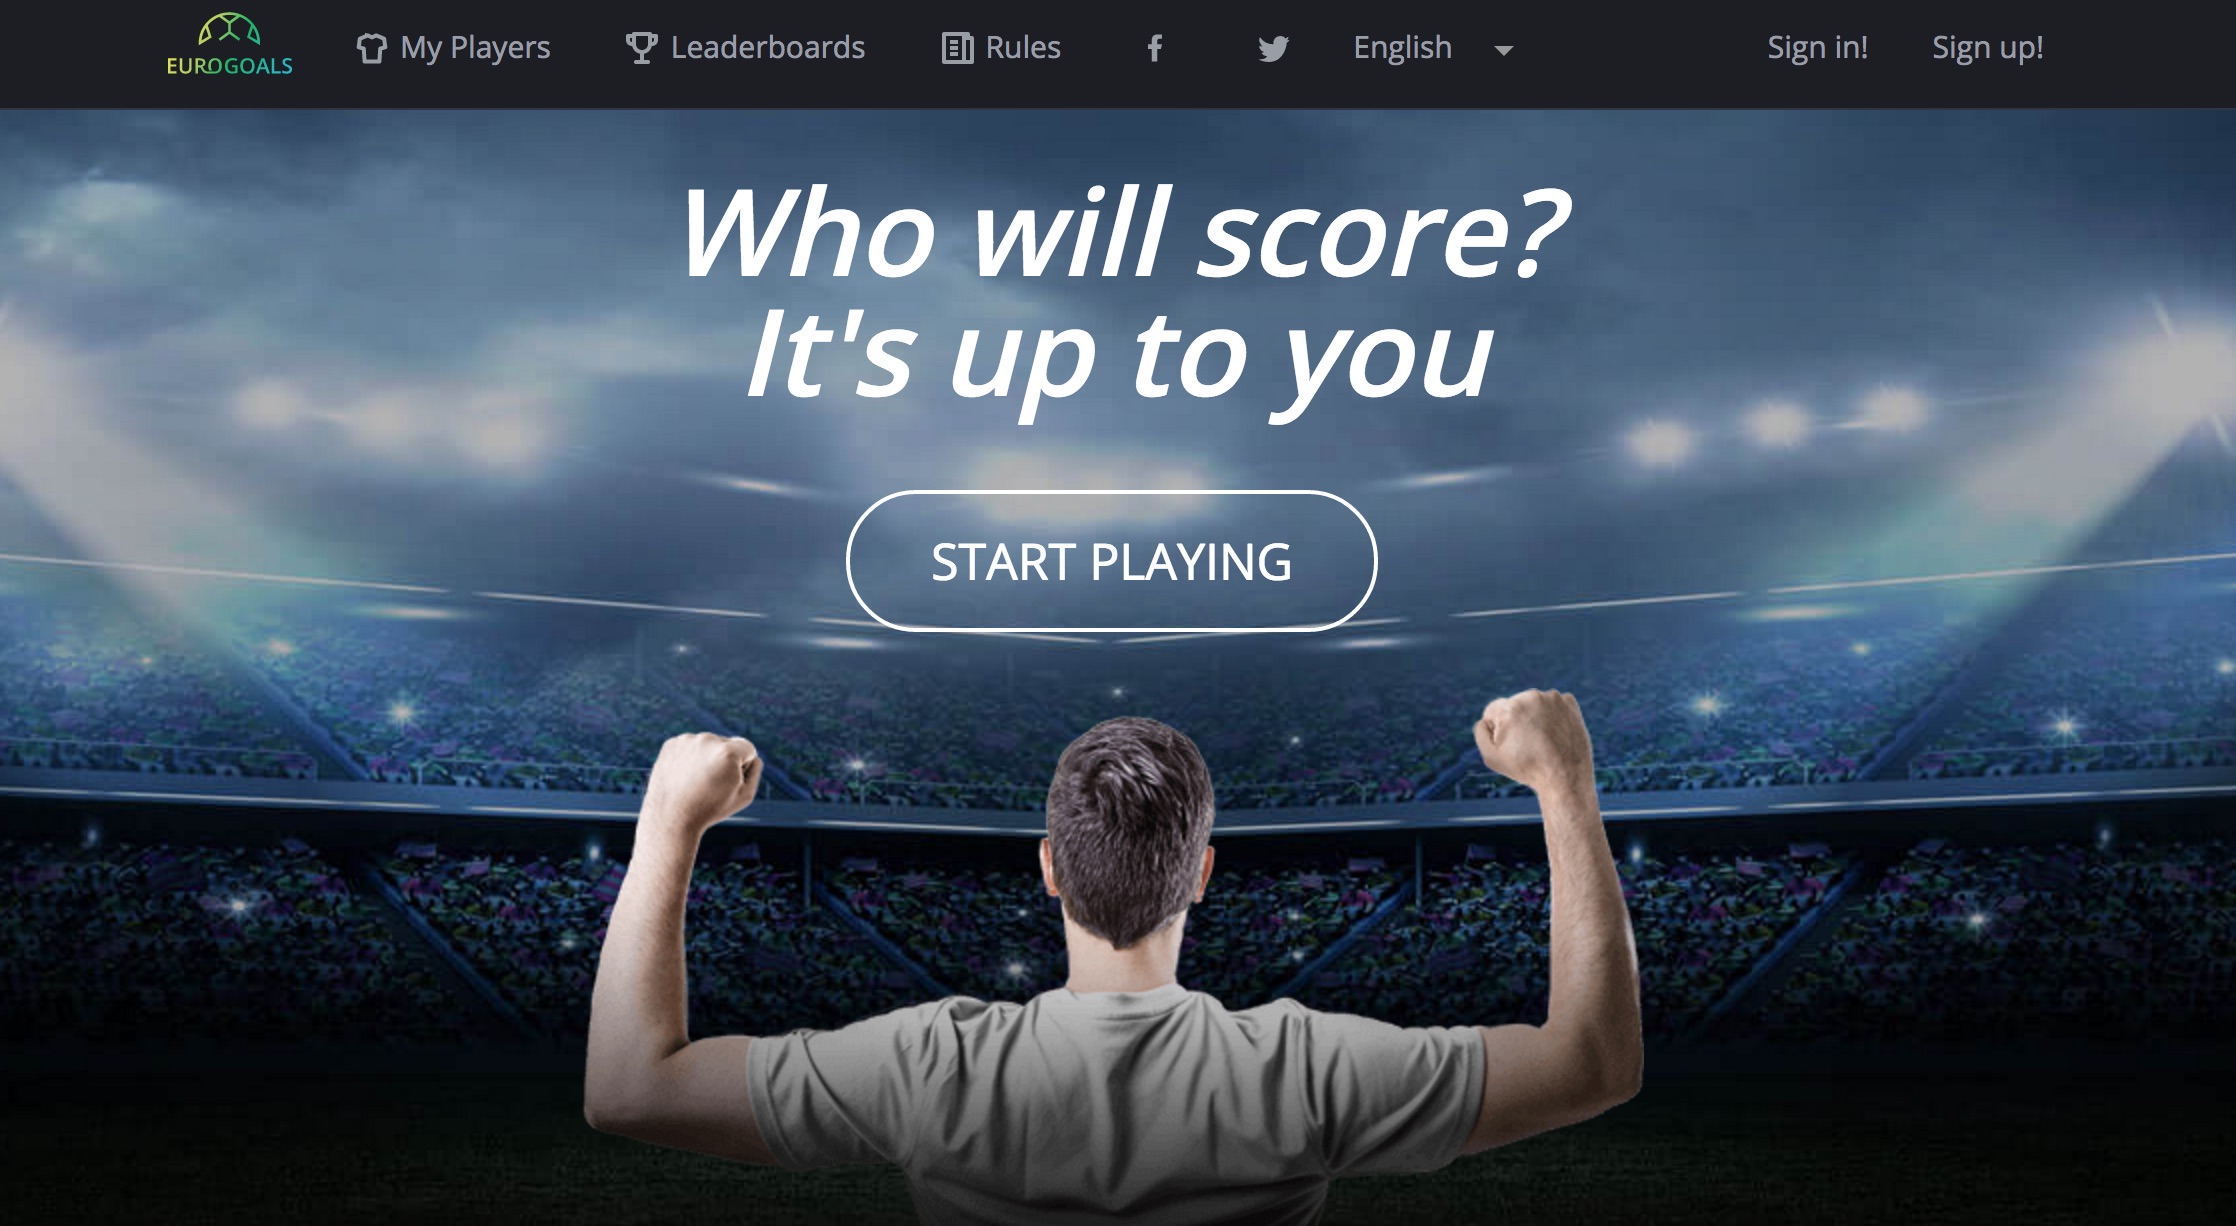 EUROGOALS
My Players
Leaderboards
Rules
English
Sign in!
Sign up!
Who will score?
It's up to you
START PLAYING